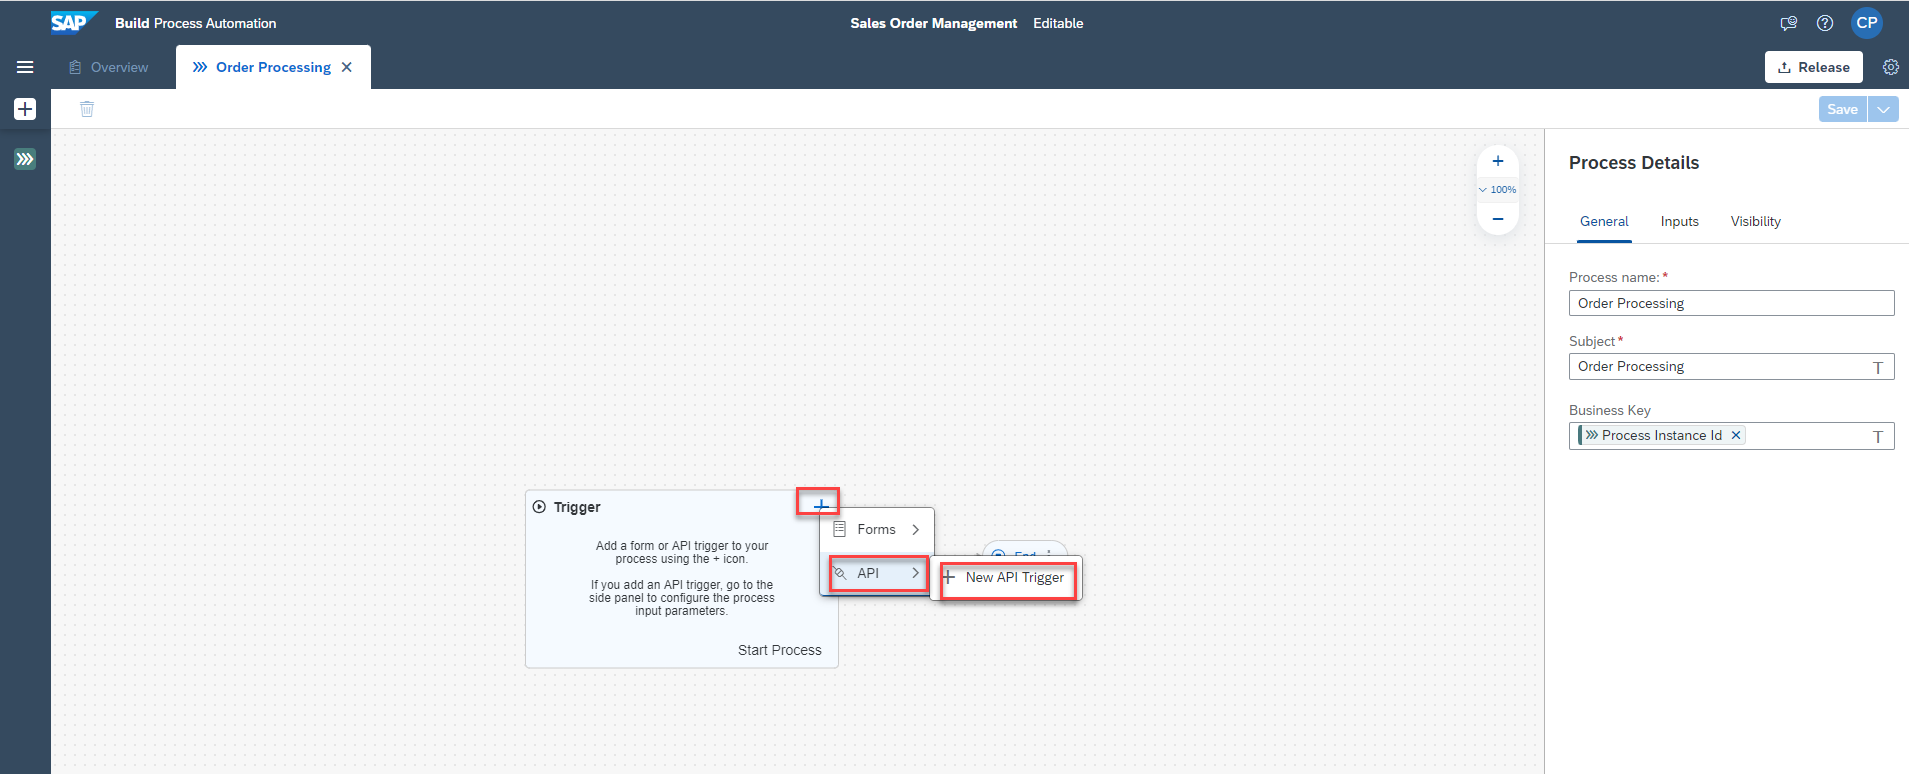 SAP Build Process Automation
Sales Order Management Editable
CP
Overview
Order Processing
Release
Save
100%
Process Details
General Inputs Visibility
Process name:*
Order Processing
Subject*
Order Processing
Business Key
Process Instance Id
Trigger
Add a form or API trigger to your
process using the + icon.
If you add an API trigger, go to the
side panel to configure the process
input parameters.
Start Process
Forms
API
New API Trigger
End